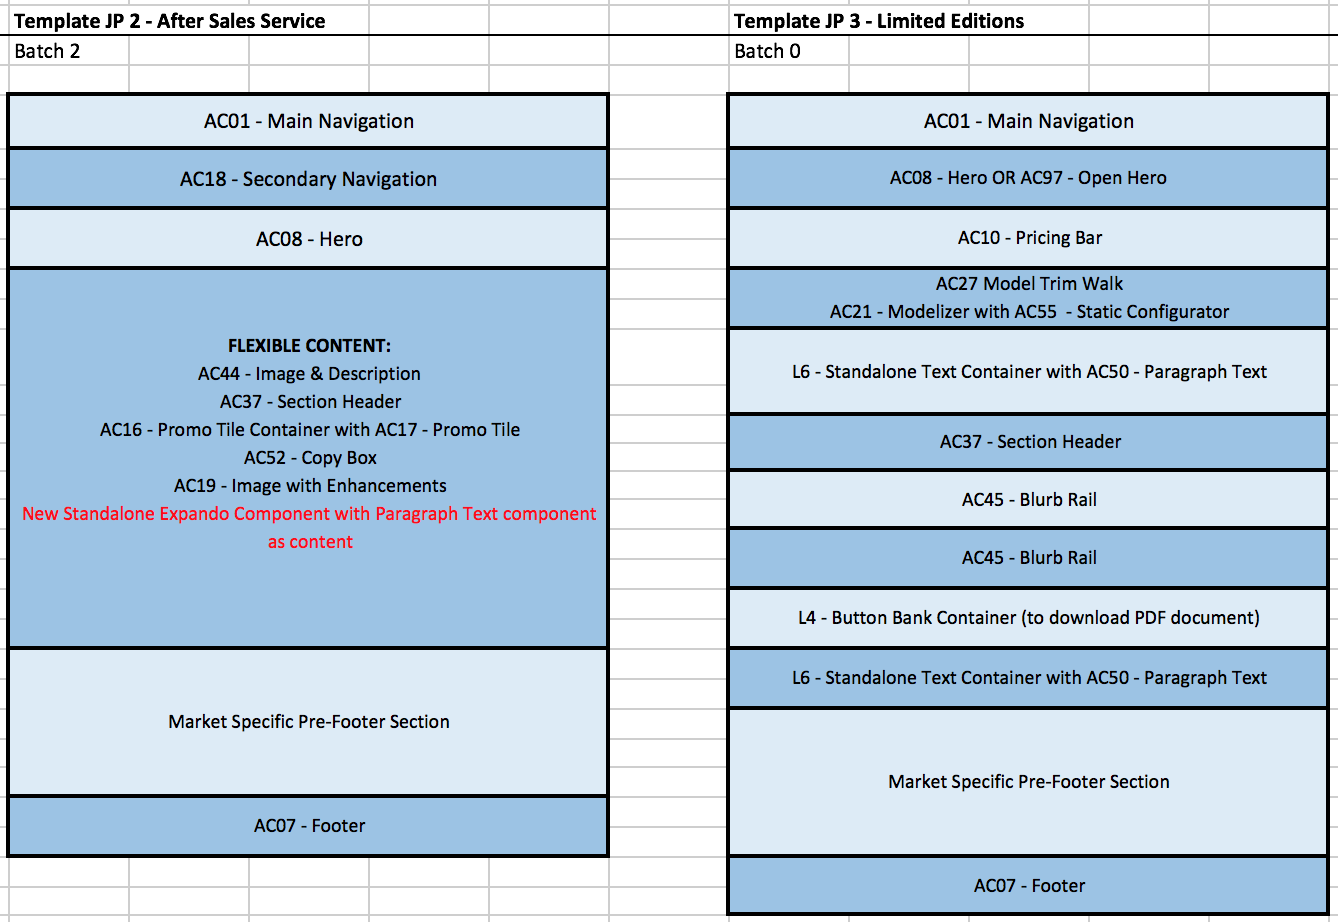 Template JP 2 - After Sales Service
Batch 2
AC01 - Main Navigation
AC18 - Secondary Navigation
AC08 - Hero
FLEXIBLE CONTENT:
AC44 - Image & Description
AC37 - Section Header
AC16 - Promo Tile Container with AC17 - Promo Tile
AC52 - Copy Box
AC19 - Image with Enhancements
New Standalone Expando Component with Paragraph Text component
as content
Market Specific Pre-Footer Section
AC07 - Footer
Template JP 3 - Limited Editions
Batch 0
AC01 - Main Navigation
AC08 - Hero OR AC97 - Open Hero
AC10 - Pricing Bar
AC27 Model Trim Walk
AC21 - Modelizer with AC55  - Static Configurator
L6 - Standalone Text Container with AC50 - Paragraph Text
AC37 - Section Header
AC45 - Blurb Rail
AC45 - Blurb Rail
L4 - Button Bank Container (to download PDF document)
L6 - Standalone Text Container with AC50 - Paragraph Text
Market Specific Pre-Footer Section
AC07 - Footer